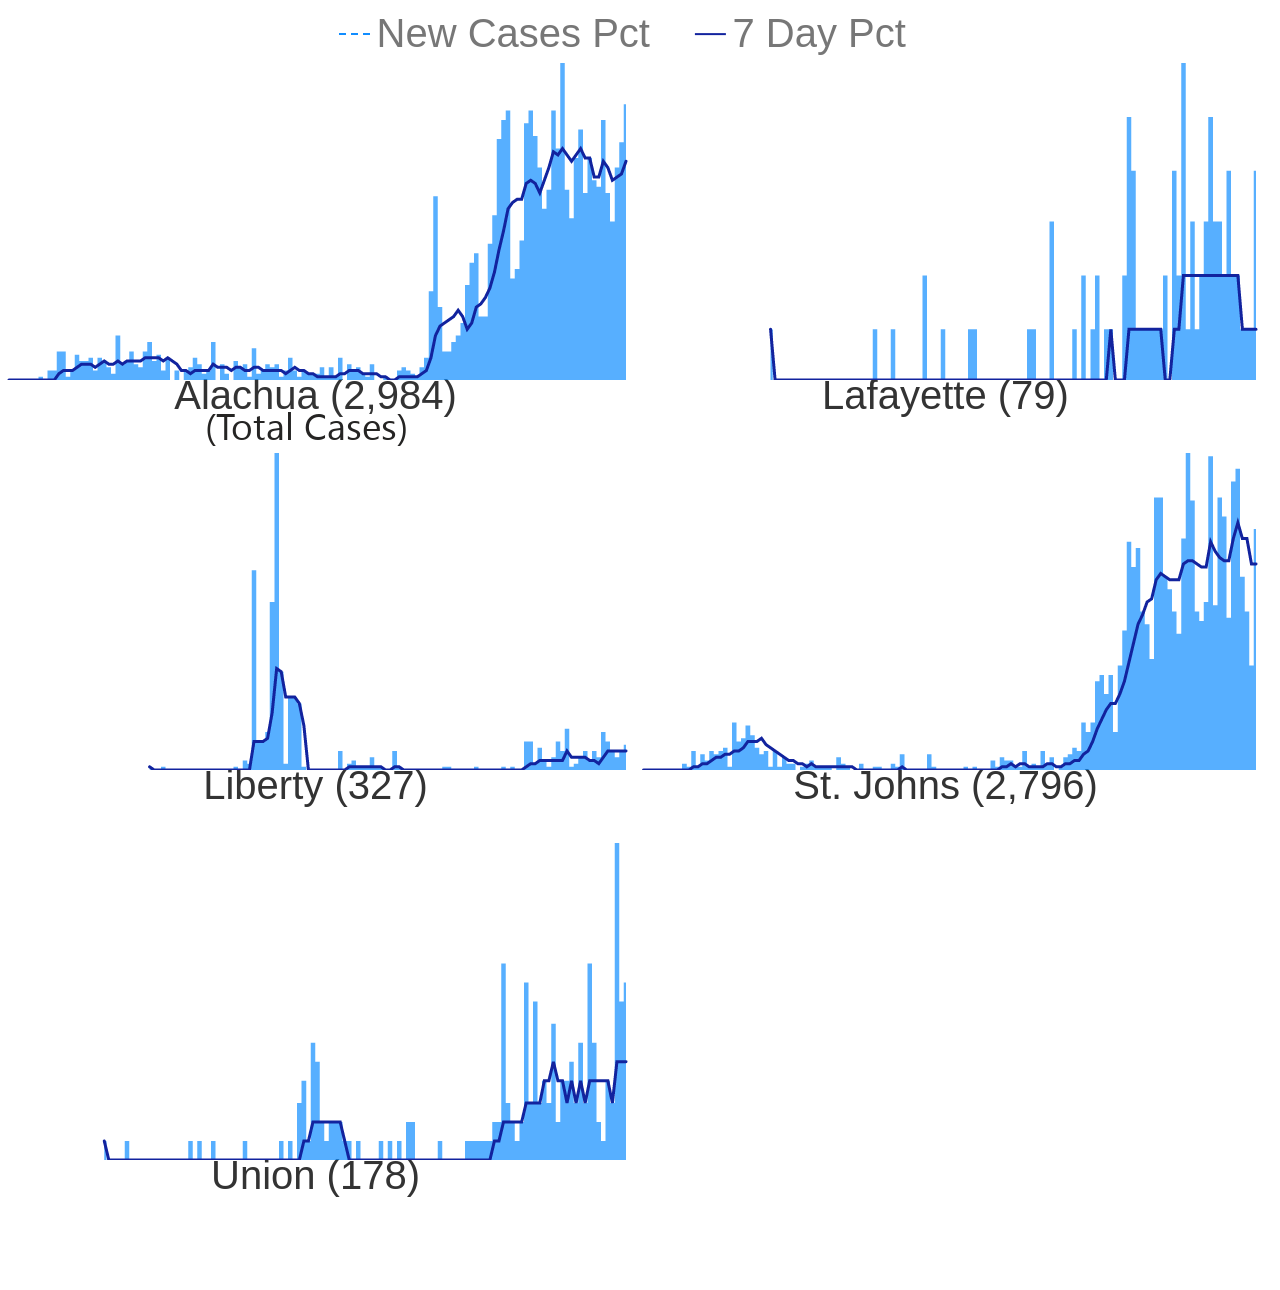 New Cases Pct 7 Day Pct
Alachua (2,984)
(Total Cases)
Lafayette (79)
Liberty (327)
St. Johns (2,796)
Union (178)